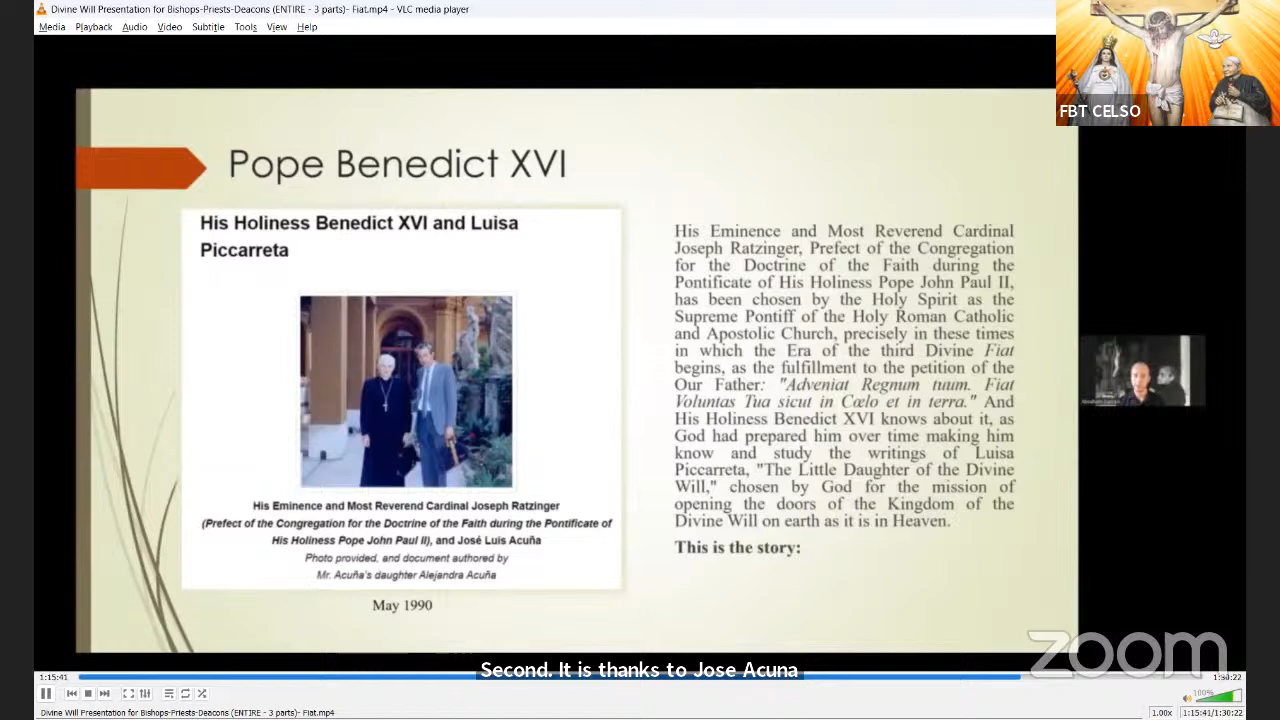 Divine Will Presentation for Bishops-Priests-Deacons (ENTIRE - 3 parts)- Fiat.mp4 - VLC media player
Media Playback Audio Video Subtitle Tools View Help
FBT CELSO
Pope Benedict XVI
His Holiness Benedict XVI and Luisa
Piccarreta
His Eminence and Most Reverend Cardinal Joseph Ratzinger
(Prefect of the Congregation for the Doctrine of the Faith during the Pontificate of
His Holiness Pope John Paul II), and José Luis Acuña
Photo provided, and document authored by
Mr. Acuña's daughter Alejandra Acuña
May 1990
His Eminence and Most Reverend Cardinal
Joseph Ratzinger, Prefect of the Congregation
for the Doctrine of the Faith during the
Pontificate of His Holiness Pope John Paul II,
has been chosen by the Holy Spirit as the
Supreme Pontiff of the Holy Roman Catholic
and Apostolic Church, precisely in these times
in which the Era of the third Divine Fiat
begins, as the fulfillment to the petition of the
Our Father: "Adveniat Regnum tuum. Fiat
Voluntas Tua sicut in Cœlo et in terra." And
His Holiness Benedict XVI knows about it, as
God had prepared him over time making him
know and study the writings of Luisa
Piccarreta, "The Little Daughter of the Divine
Will," chosen by God for the mission of
opening the doors of the Kingdom of the
Divine Will on earth as it is in Heaven.
This is the story:
zoom
Second. It is thanks to Jose Acuna
1:15:41
1:30:22
100%
Divine Will Presentation for Bishops-Priests-Deacons (ENTIRE - 3 parts)- Fiat.mp4
1.00x
1:15:41/1:30:22